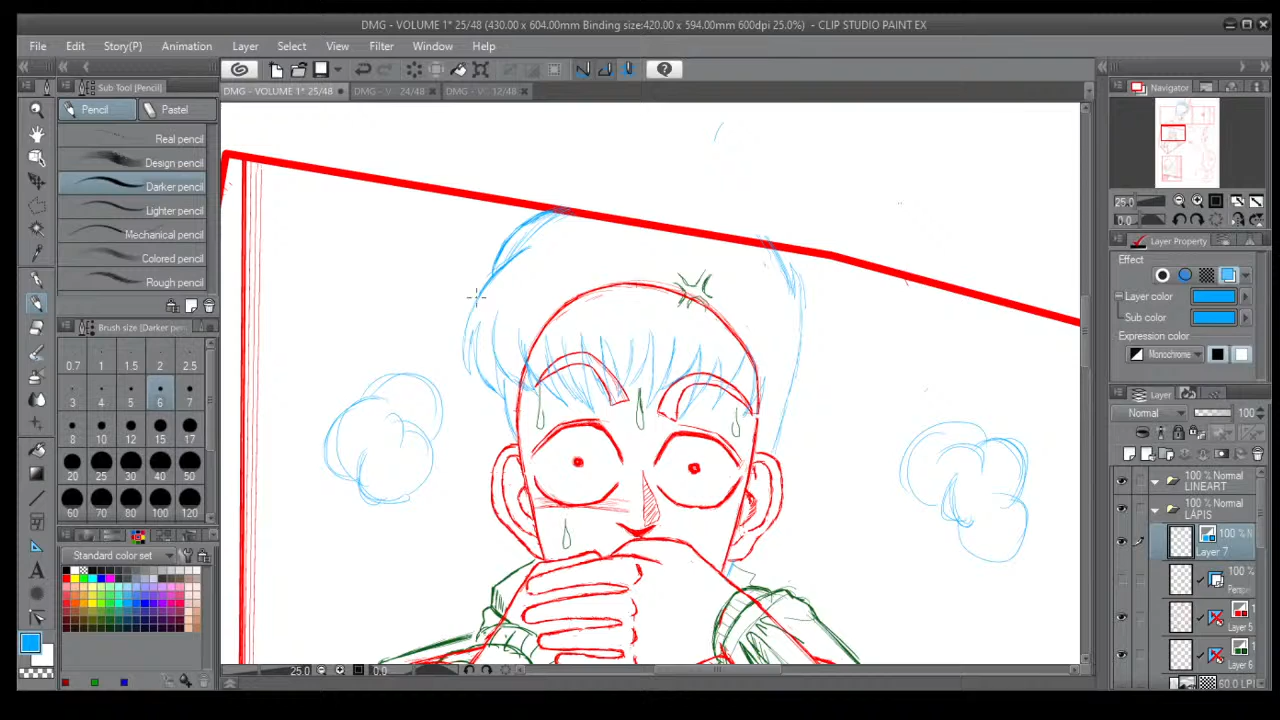 DMG - VOLUME 1* 25/48 (430.00 x 604.00mm Binding size:420.00 x 594.00mm 600dpi 25.0%) - CLIP STUDIO PAINT EX
File Edit Story(P) Animation Layer Select View Filter Window Help
Sub Tool [Pencil]
DMG - VOLUME 1* 25/48
DMG - V 24/48
DMG - V 12/48
Navigator
Pencil Pastel
Real pencil
Design pencil
Darker pencil
Lighter pencil
Mechanical pencil
Colored pencil
Rough pencil
25.0
0.0
Layer Property
Effect
Layer color
Sub color
Expression color
Monochrome
Brush size [Darker pen
0.7 1 1.5 2 2.5
3 4 5 6 7
8 10 12 15 17
20 25 30 40 50
60 70 80 100 120
Standard color set
Layer
Normal 100
100 % Normal
LINEART
100 % Normal
LAPIS
100 % N
Layer 7
100 %
Layer 5
Layer 6
25.0 0.0